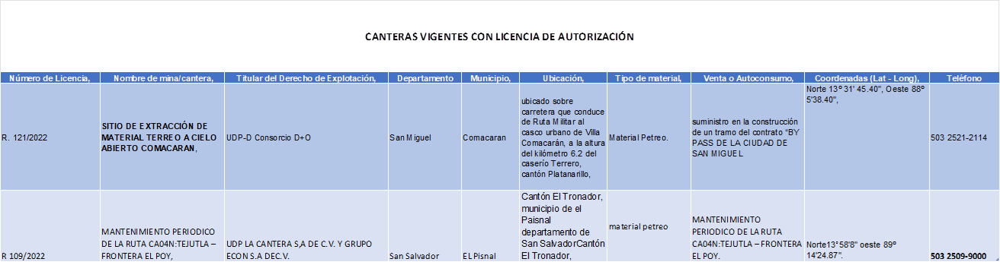 CANTERAS VIGENTES CON LICENCIA DE AUTORIZACIÓN
Número de Licencia, Nombre de mina/cantera, Titular del Derecho de Explotación, Departamento Municipio, Ubicación, Tipo de material, Venta o Autoconsumo, Coordenadas (Lat - Long), Teléfono
R. 121/2022
SITIO DE EXTRACCIÓN DE
MATERIAL TERREO A CIELO
ABIERTO COMACARAN,
UDP-D Consorcio D+O
San Miguel
Comacaran
ubicado sobre
carretera que conduce
de Ruta Militar al
casco urbano de Villa
Comacarán, a la altura
del kilómetro 6.2 del
caserío Terrero,
cantón Platanarillo,
Material Petreo.
suministro en la construcción
de un tramo del contrato “BY
PASS DE LA CIUDAD DE
SAN MIGUEL
Norte 13º 31' 45.40", Oeste 88º
5'38.40",
503 2521-2114
R 109/2022
MANTENIMIENTO PERIODICO
DE LA RUTA CA04N:TEJUTLA –
FRONTERA EL POY,
UDP LA CANTERA S,A DE C.V. Y GRUPO
ECON S.A DEC.V.
San Salvador
EL Pisnal
Cantón El Tronador,
municipio de el
Paisnal
departamento de
San SalvadorCantón
El Tronador,
material petreo
MANTENIMIENTO
PERIODICO DE LA RUTA
CA04N:TEJUTLA – FRONTERA
EL POY.
Norte13°58'8" oeste 89º
14'24.87".
503 2509-9000